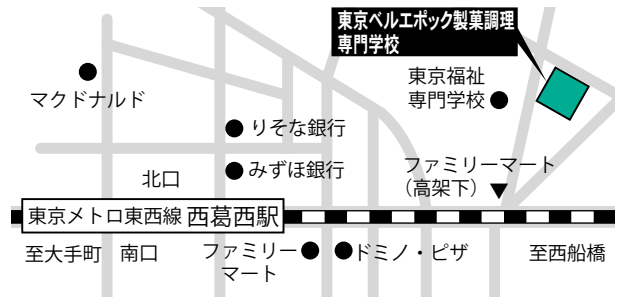 東京ベルエポック製菓調理
専門学校
東京福祉
専門学校
マクドナルド
りそな銀行
みずほ銀行
北口
ファミリーマート
（高架下）
東京メトロ東西線 西葛西駅
至大手町
南口
ファミリー
マート
ドミノ・ピザ
至西船橋